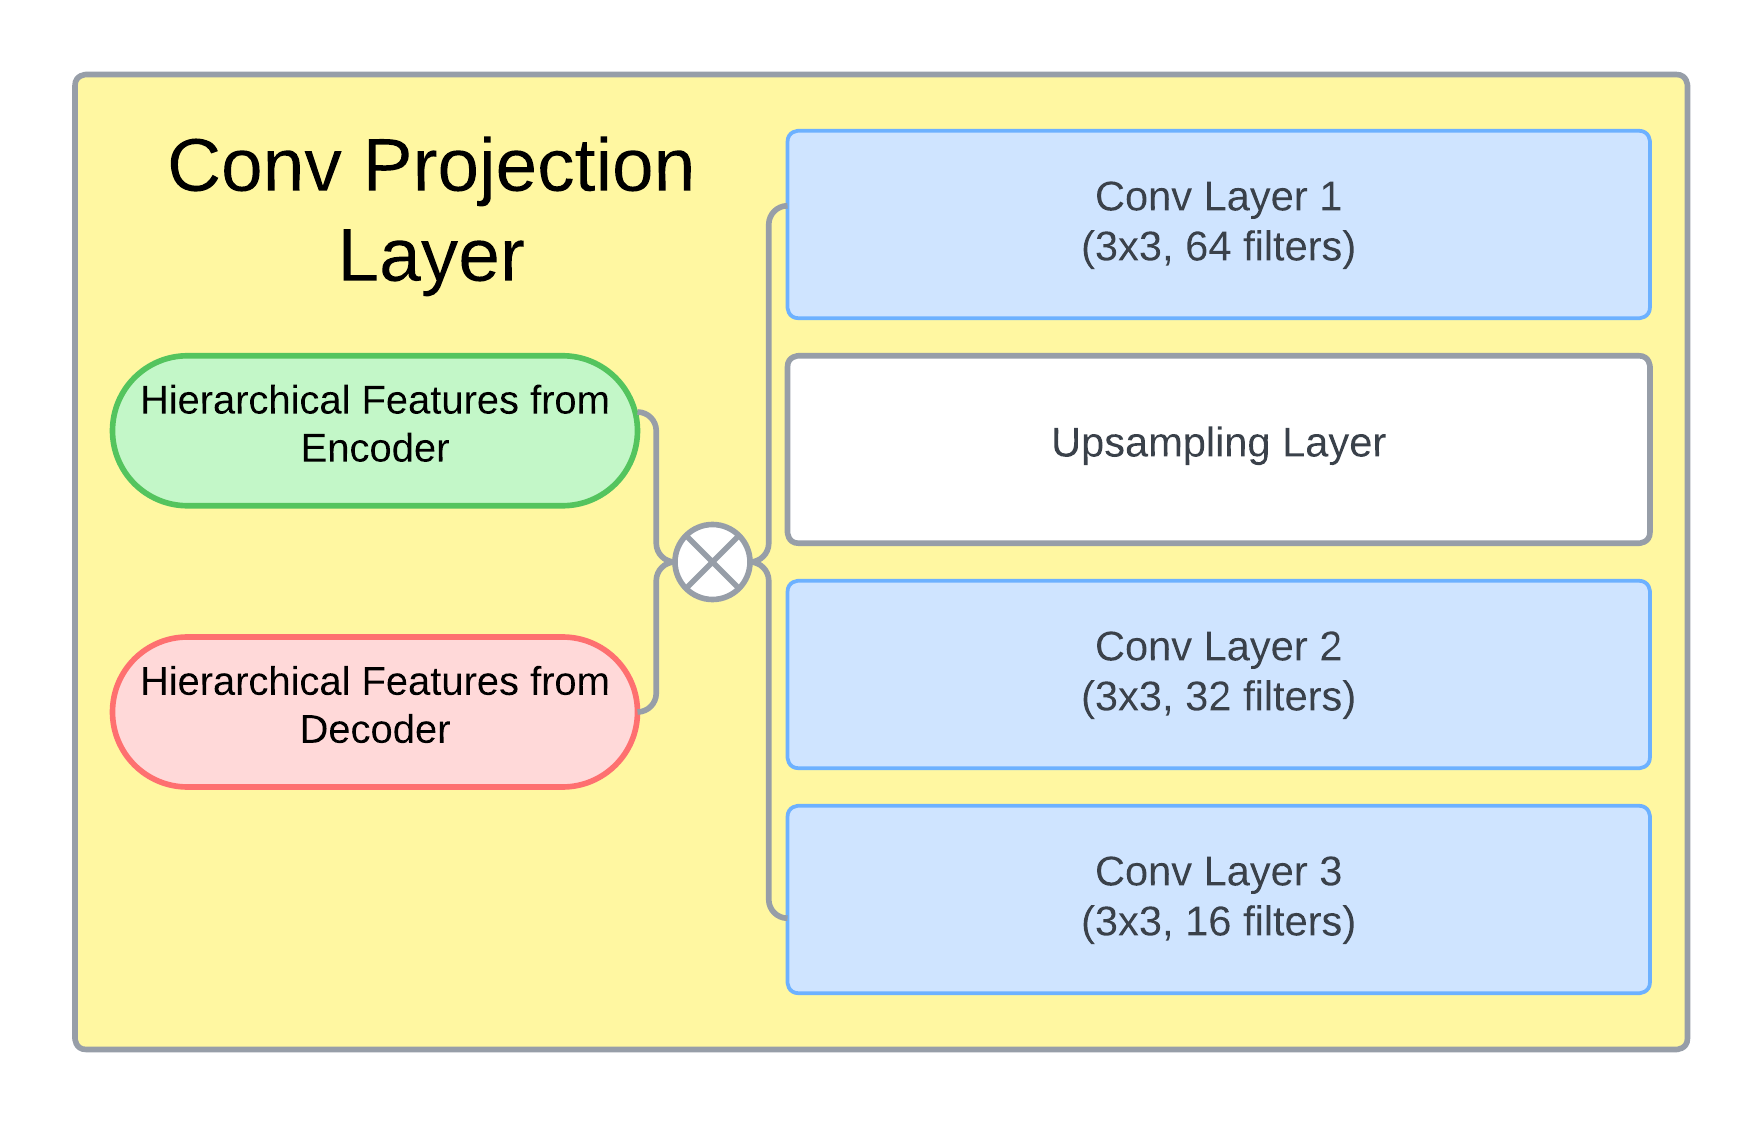 Conv Projection
Layer
Hierarchical Features from
Encoder
Hierarchical Features from
Decoder
Conv Layer 1
(3x3, 64 filters)
Upsampling Layer
Conv Layer 2
(3x3, 32 filters)
Conv Layer 3
(3x3, 16 filters)